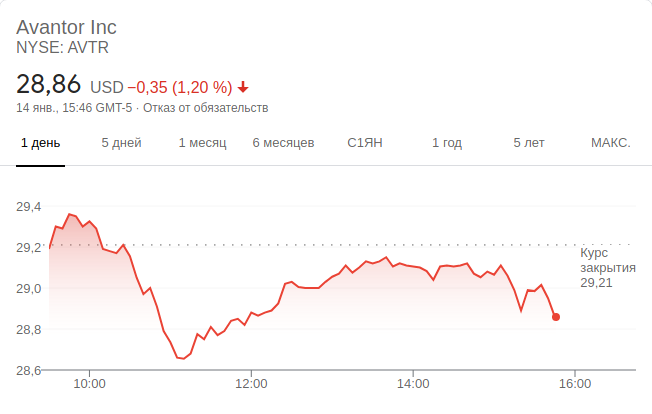 Avantor Inc
NYSE: AVTR
28,86 USD −0,35 (1,20 %)
14 янв., 15:46 GMT-5 · Отказ от обязательств
1 день 5 дней 1 месяц 6 месяцев С1ЯН 1 год 5 лет МАКС.
29,4
29,2
Курс
закрытия
29,21
29,0
28,8
28,6
10:00 12:00 14:00 16:00